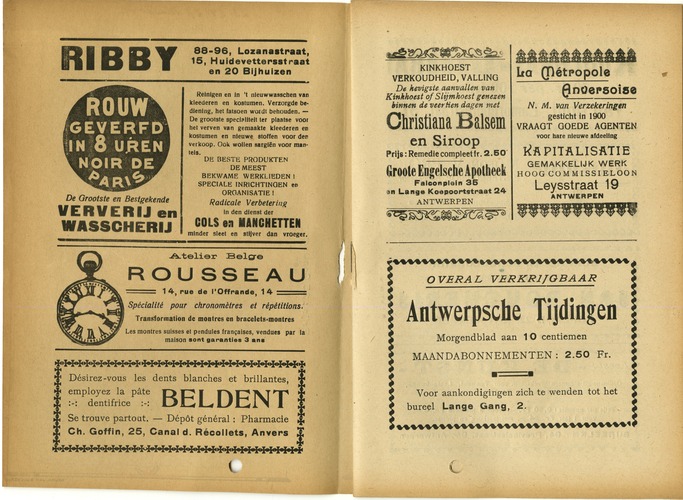 RIBBY
88-96, Lozanastraat,
15, Huidevettersstraat
en 20 Bijhuizen
ROUW
GEVERFD
IN 8 UREN
NOIR DE
PARIS
De Grootste en Bestgekende
VERVERIJ en
WASSCHERIJ
Reinigen en in 't nieuwwasschen van
kleederen en kostumen. Verzorgde be-
diening, het fatsoen wordt behouden. —
De grootste specialiteit ter plaatse voor
het verven van gemaakte kleederen en
kostumen en nieuwe stoffen voor den
verkoop. Ook wollen sargiën voor man-
tels.
DE BESTE PRODUKTEN
DE MEEST
BEKWAME WERKLIEDEN !
SPECIALE INRICHTINGEN en
ORGANISATIE !
Radicale Verbetering
in den dienst der
COLS en MANCHETTEN
minder steet en stijver dan vroeger.
Atelier Belge
ROUSSEAU
14, rue de l'Offrande, 14
Spécialité pour chronomètres et répétitions.
Transformation de montres en bracelets-montres
Les montres suisses et pendules françaises, vendues par la
maison sont garanties 3 ans
Désirez-vous les dents blanches et brillantes,
employez la pâte
:-: dentifrice :-:
BELDENT
Se trouve partout. — Dépôt général : Pharmacie
Ch. Goffin, 25, Canal d. Récollets, Anvers
KINKHOEST
VERKOUDHEID, VALLING
De hevigste aanvallen van
Kinkhoest of Slijmhoest genezen
binnen de veertien dagen met
Christiana Balsem
en Siroop
Prijs : Remedie compleet fr. 2.50
Groote Engelsche Apotheek
Falconplein 35
en Lange Koepoortstraat 24
ANTWERPEN
La Métropole
Anversoise
N. M. van Verzekeringen
gesticht in 1900
VRAAGT GOEDE AGENTEN
voor hare nieuwe afdeeling
KAPITALISATIE
GEMAKKELIJK WERK
HOOG COMMISSIELOON
Leysstraat 19
ANTWERPEN
OVERAL VERKRIJGBAAR
Antwerpsche Tijdingen
Morgendblad aan 10 centiemen
MAANDABONNEMENTEN : 2.50 Fr.
Voor aankondigingen zich te wenden tot het
bureel Lange Gang, 2.